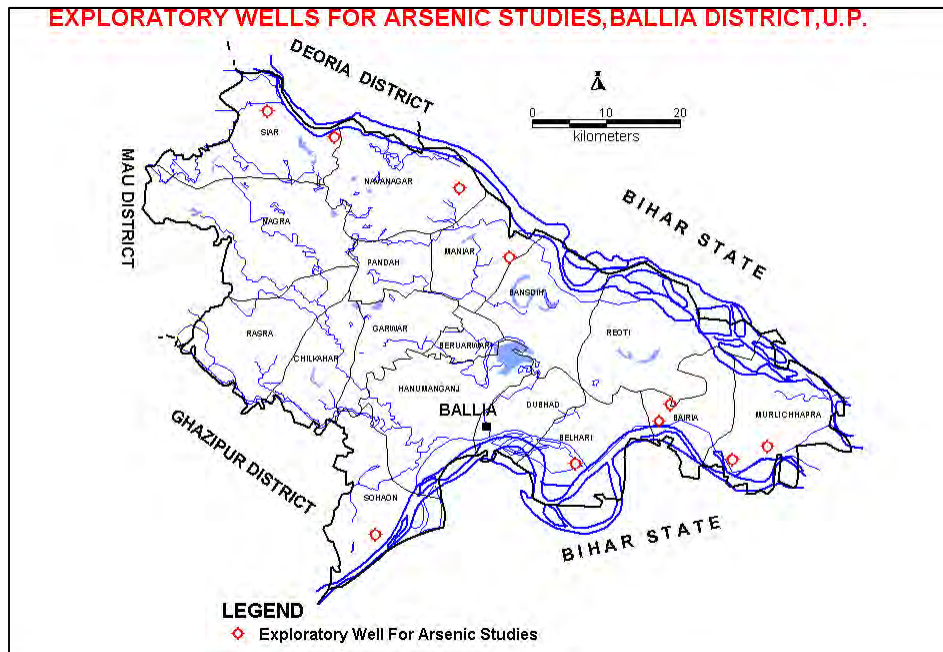 EXPLORATORY WELLS FOR ARSENIC STUDIES,BALLIA DISTRICT,U.P.
DEORIA DISTRICT
0 10 20
kilometers
SIAR
MAU DISTRICT
NAVANAGAR
BIHAR STATE
NAGRA
MANIAR
PANDAH
BANSDIH
RASRA
GARWAR
REOTI
BERUARWARI
CHILKAHAR
HANUMANGANJ
DUBHAD
BALLIA
BAIRIA
MURLICHHAPRA
GHAZIPUR DISTRICT
BELHARI
SOHAON
BIHAR STATE
LEGEND
Exploratory Well For Arsenic Studies